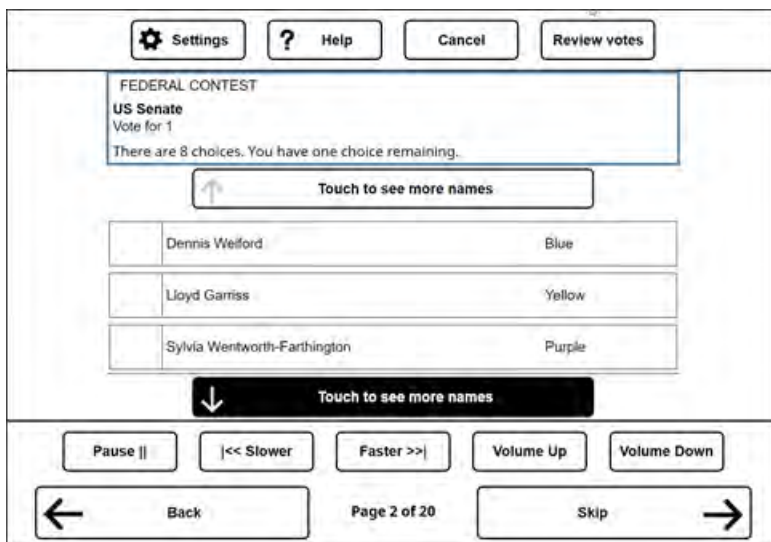 Settings ? Help Cancel Review votes
FEDERAL CONTEST
US Senate
Vote for 1
There are 8 choices. You have one choice remaining.
Touch to see more names
Dennis Weiford Blue
Lloyd Garriss Yellow
Sylvia Wentworth-Farthington Purple
Touch to see more names
Pause || |<< Slower Faster >>| Volume Up Volume Down
Back Page 2 of 20 Skip